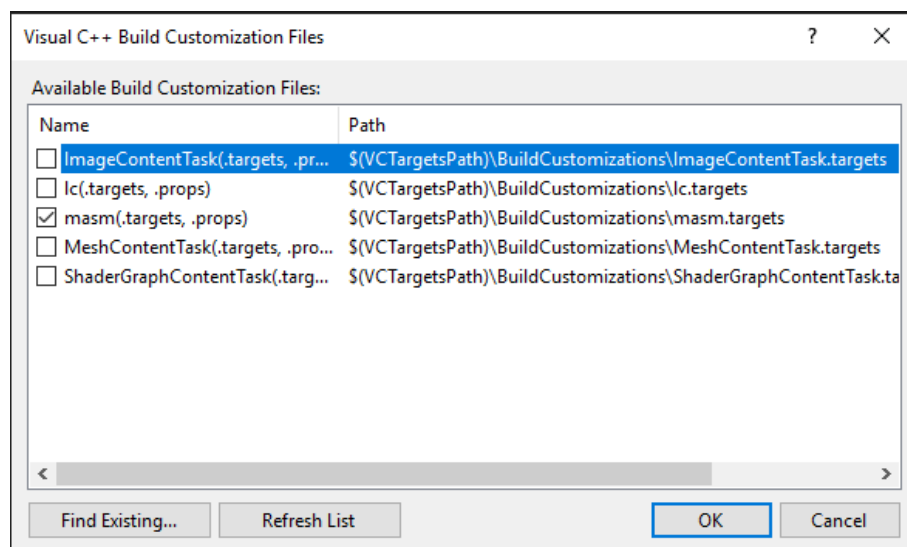 Visual C++ Build Customization Files ? ×
Available Build Customization Files:
Name Path
ImageContentTask(.targets, .pr... $(VCTargetsPath)\BuildCustomizations\ImageContentTask.targets
lc(.targets, .props) $(VCTargetsPath)\BuildCustomizations\lc.targets
masm(.targets, .props) $(VCTargetsPath)\BuildCustomizations\masm.targets
MeshContentTask(.targets, .pro... $(VCTargetsPath)\BuildCustomizations\MeshContentTask.targets
ShaderGraphContentTask(.targ... $(VCTargetsPath)\BuildCustomizations\ShaderGraphContentTask.ta
Find Existing... Refresh List OK Cancel